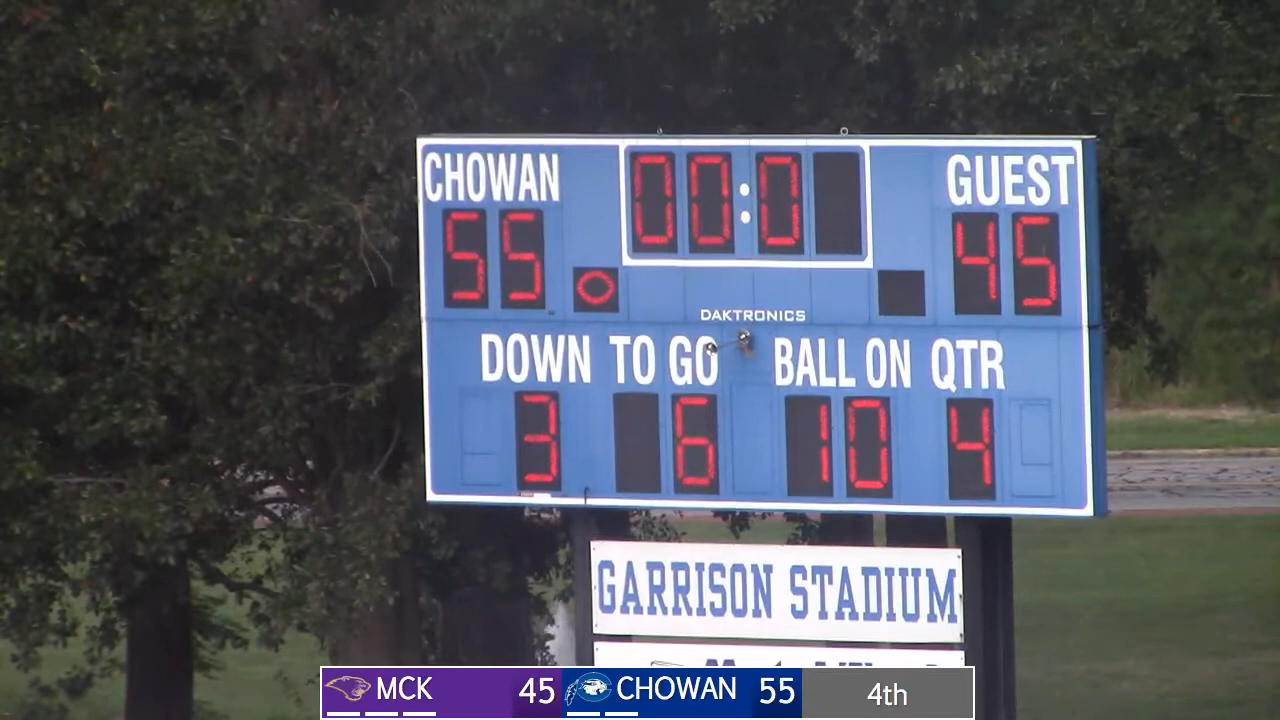 CHOWAN 00:0 GUEST
55 45
DAKTRONICS
DOWN TO GO BALL ON QTR
3 6 10 4
GARRISON STADIUM
MCK 45 CHOWAN 55 4th